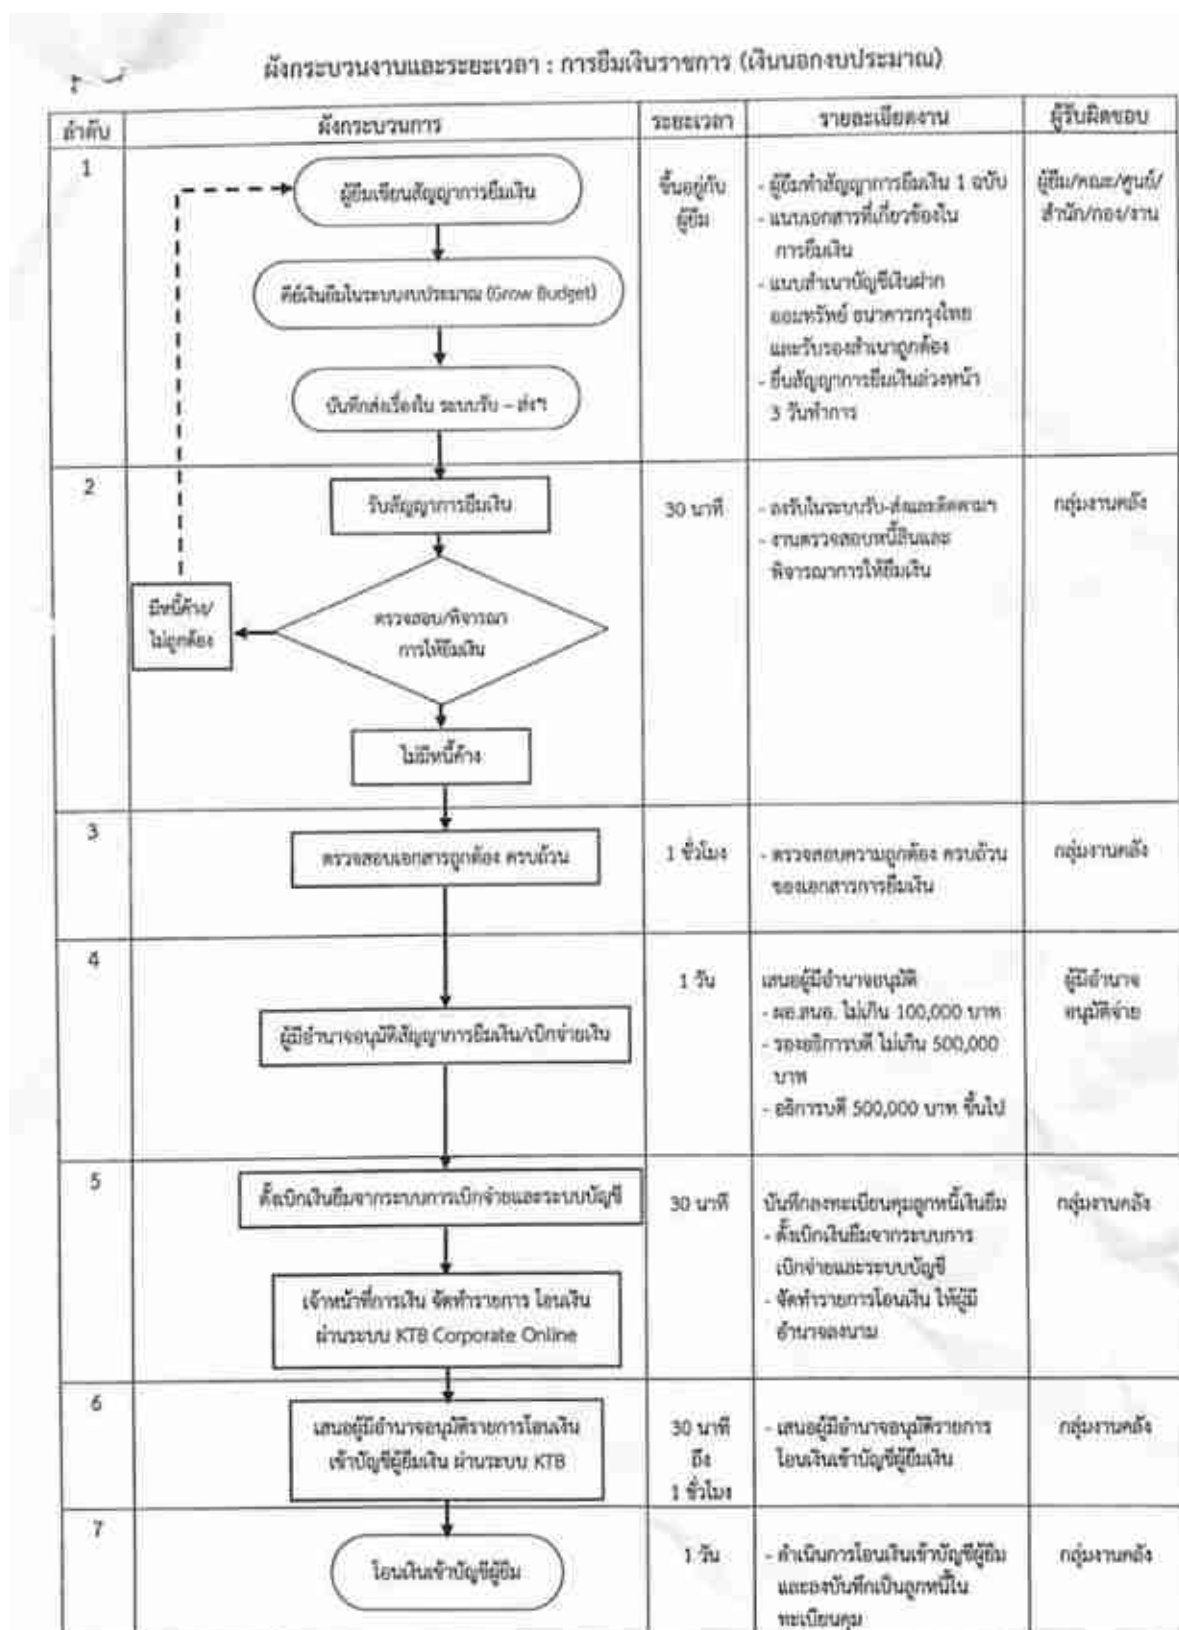 ผังกระบวนงานและระยะเวลา : การยืมเงินราชการ (เงินนอกงบประมาณ)
ลำดับ ผังกระบวนการ ระยะเวลา รายละเอียดงาน ผู้รับผิดชอบ
1
ผู้ยืมเขียนสัญญาการยืมเงิน
คีย์เงินยืมในระบบงบประมาณ (Grow Budget)
บันทึกส่งเรื่องใน ระบบรับ – ส่งฯ
ขึ้นอยู่กับ
ผู้ยืม
- ผู้ยืมทำสัญญาการยืมเงิน 1 ฉบับ
- แนบเอกสารที่เกี่ยวข้องใน
การยืมเงิน
- แนบสำเนาบัญชีเงินฝาก
ออมทรัพย์ ธนาคารกรุงไทย
และรับรองสำเนาถูกต้อง
- ยื่นสัญญาการยืมเงินล่วงหน้า
3 วันทำการ
ผู้ยืม/คณะ/ศูนย์/
สำนัก/กอง/งาน
2
รับสัญญาการยืมเงิน
ตรวจสอบ/พิจารณา
การให้ยืมเงิน
มีหนี้ค้าง/
ไม่ถูกต้อง
ไม่มีหนี้ค้าง
30 นาที
- ลงรับในระบบรับ-ส่งและติดตามฯ
- งานตรวจสอบหนี้สินและ
พิจารณาการให้ยืมเงิน
กลุ่มงานคลัง
3
ตรวจสอบเอกสารถูกต้อง ครบถ้วน
1 ชั่วโมง
- ตรวจสอบความถูกต้อง ครบถ้วน
ของเอกสารการยืมเงิน
กลุ่มงานคลัง
4
ผู้มีอำนาจอนุมัติสัญญาการยืมเงิน/เบิกจ่ายเงิน
1 วัน
เสนอผู้มีอำนาจอนุมัติ
- ผอ.สนอ. ไม่เกิน 100,000 บาท
- รองอธิการบดี ไม่เกิน 500,000
บาท
- อธิการบดี 500,000 บาท ขึ้นไป
ผู้มีอำนาจ
อนุมัติจ่าย
5
ตั้งเบิกเงินยืมจากระบบการเบิกจ่ายและระบบบัญชี
เจ้าหน้าที่การเงิน จัดทำรายการ โอนเงิน
ผ่านระบบ KTB Corporate Online
30 นาที
บันทึกลงทะเบียนคุมลูกหนี้เงินยืม
- ตั้งเบิกเงินยืมจากระบบการ
เบิกจ่ายและระบบบัญชี
- จัดทำรายการโอนเงิน ให้ผู้มี
อำนาจลงนาม
กลุ่มงานคลัง
6
เสนอผู้มีอำนาจอนุมัติรายการโอนเงิน
เข้าบัญชีผู้ยืมเงิน ผ่านระบบ KTB
30 นาที
ถึง
1 ชั่วโมง
- เสนอผู้มีอำนาจอนุมัติรายการ
โอนเงินเข้าบัญชีผู้ยืมเงิน
กลุ่มงานคลัง
7
โอนเงินเข้าบัญชีผู้ยืม
1 วัน
- ดำเนินการโอนเงินเข้าบัญชีผู้ยืม
และลงบันทึกเป็นลูกหนี้ใน
ทะเบียนคุม
กลุ่มงานคลัง